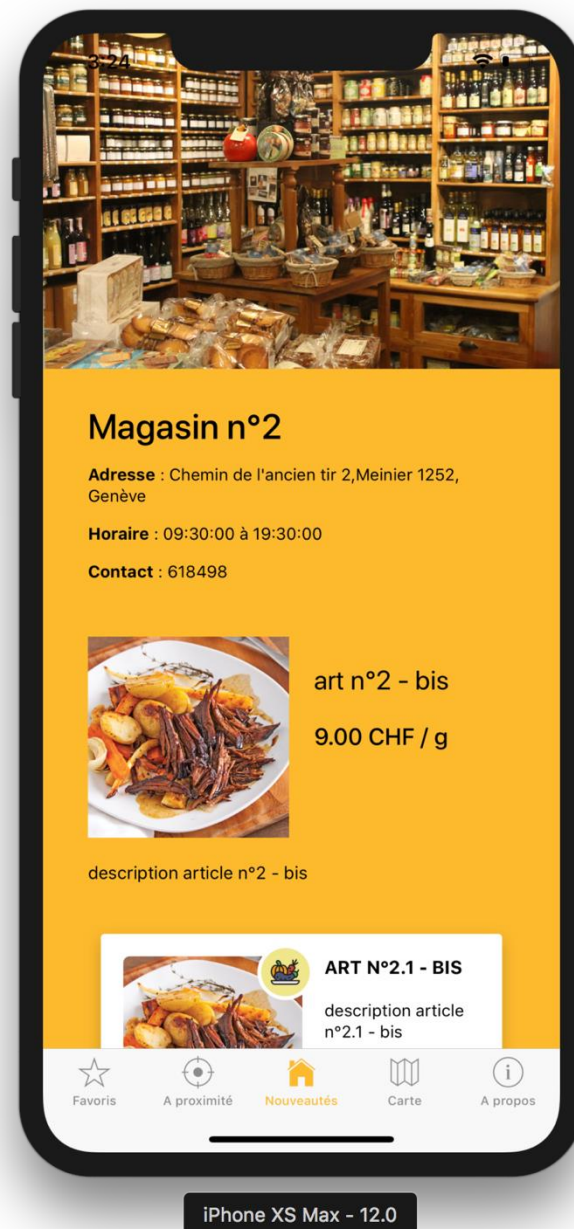 3:24
Magasin n°2
Adresse : Chemin de l'ancien tir 2,Meinier 1252,
Genève
Horaire : 09:30:00 à 19:30:00
Contact : 618498
art n°2 - bis
9.00 CHF / g
description article n°2 - bis
ART N°2.1 - BIS
description article
n°2.1 - bis
Favoris
A proximité
Nouveautés
Carte
A propos
iPhone XS Max - 12.0